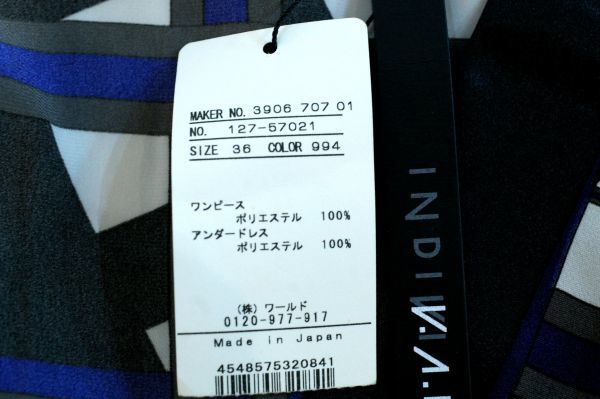 MAKER NO. 3906 707 01
NO. 127-57021
SIZE 36 COLOR 994
ワンピース
ポリエステル 100%
アンダードレス
ポリエステル 100%
(株) ワールド
0120-977-917
Made in Japan
4548575320841
INDIVI